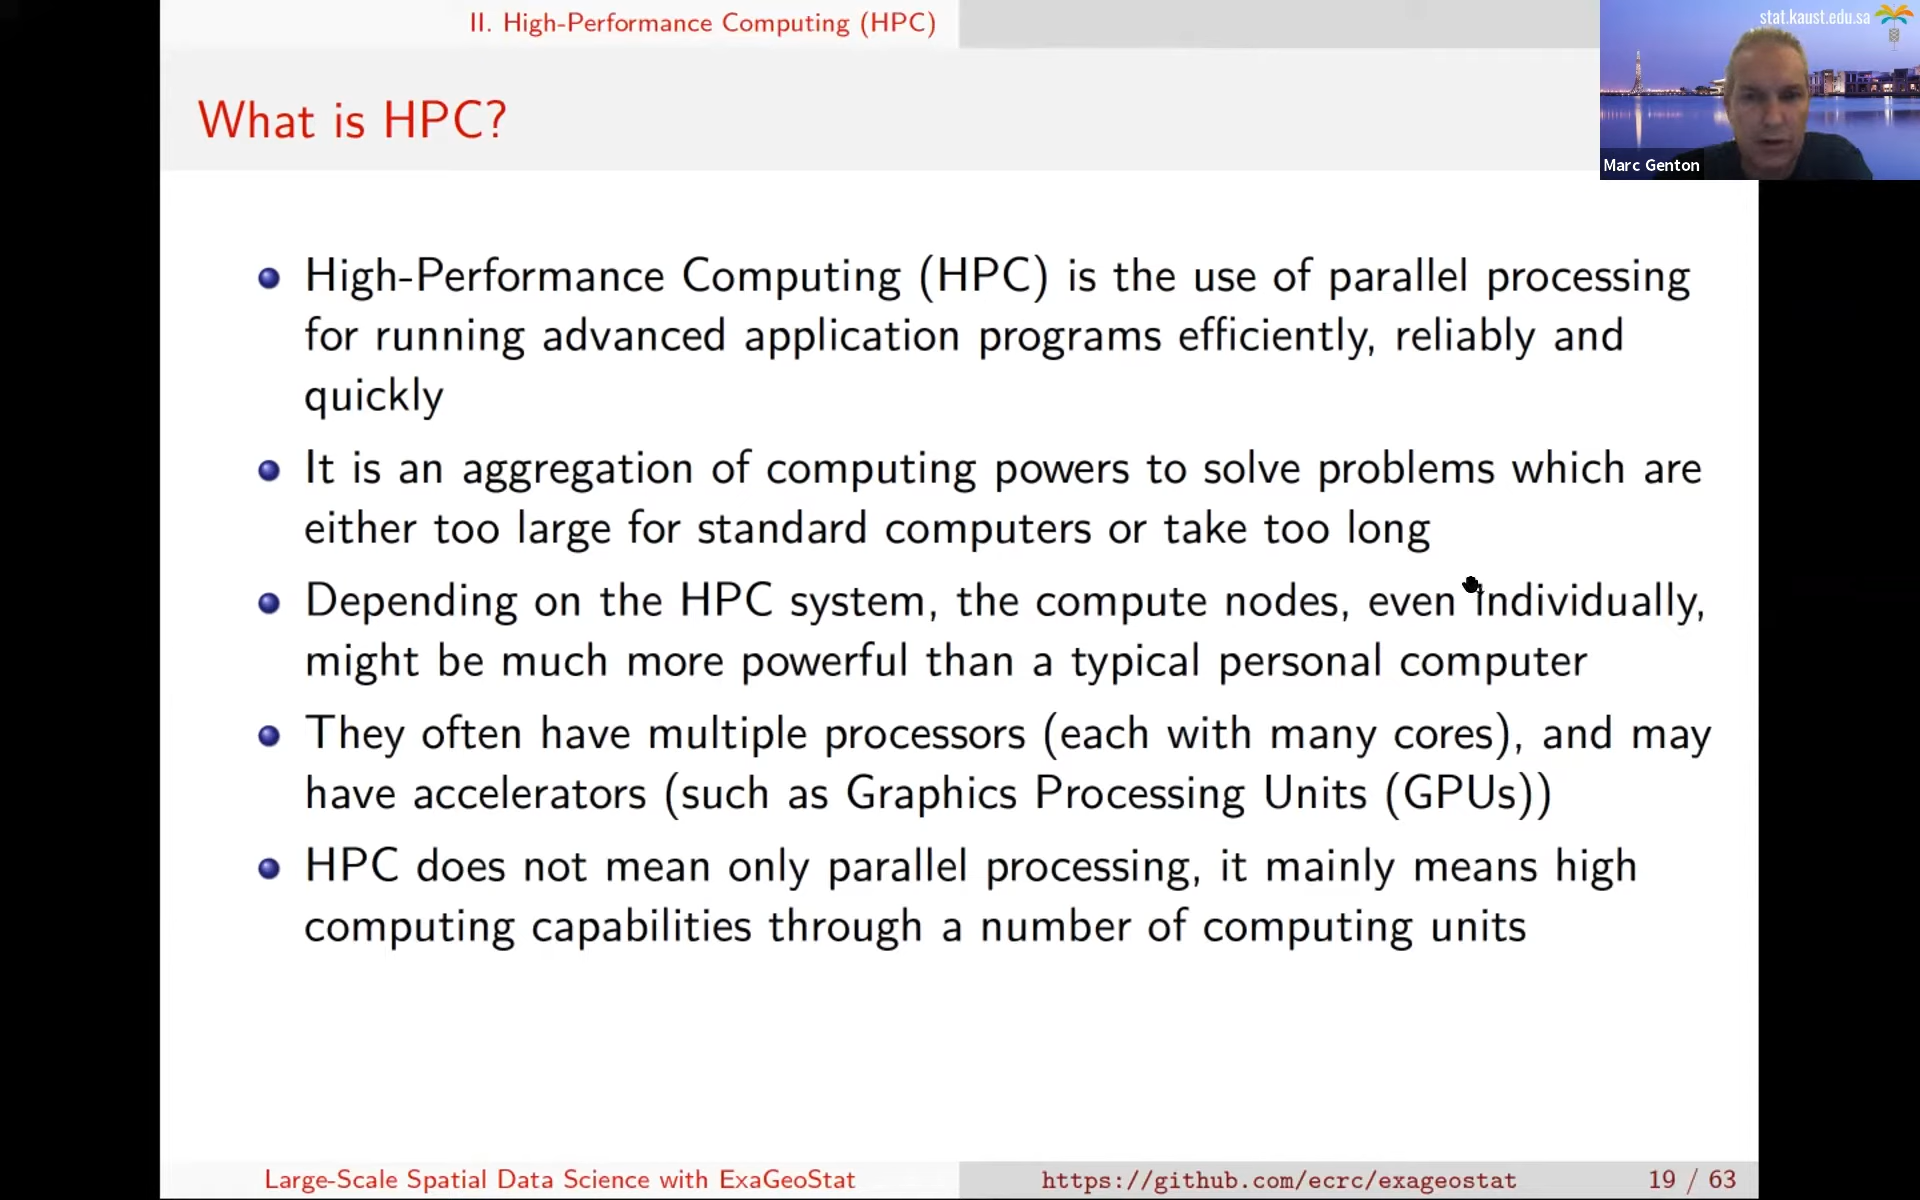 II. High-Performance Computing (HPC)
stat.kaust.edu.sa
What is HPC?
Marc Genton
High-Performance Computing (HPC) is the use of parallel processing
for running advanced application programs efficiently, reliably and
quickly
It is an aggregation of computing powers to solve problems which are
either too large for standard computers or take too long
Depending on the HPC system, the compute nodes, even individually,
might be much more powerful than a typical personal computer
They often have multiple processors (each with many cores), and may
have accelerators (such as Graphics Processing Units (GPUs))
HPC does not mean only parallel processing, it mainly means high
computing capabilities through a number of computing units
Large-Scale Spatial Data Science with ExaGeoStat
https://github.com/ecrc/exageostat
19 / 63